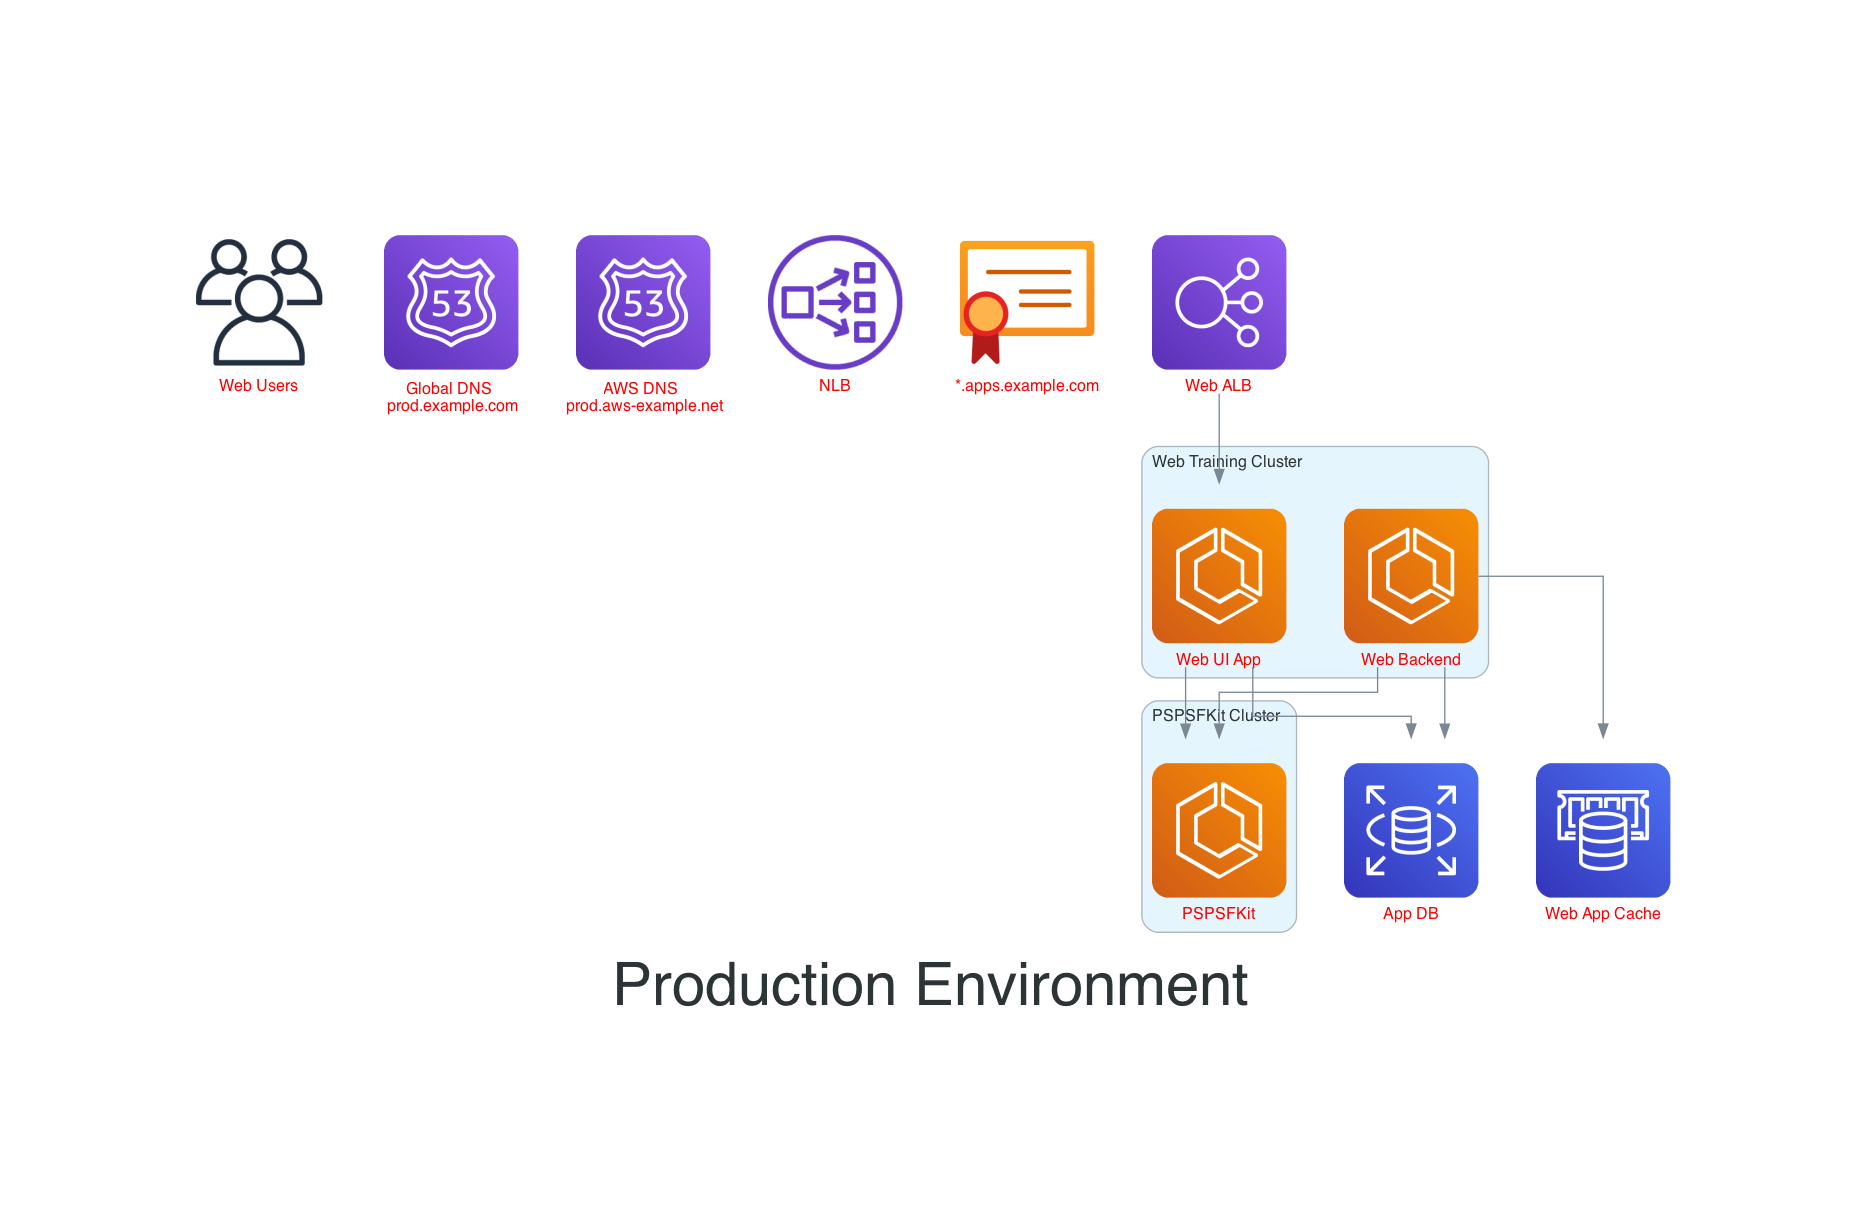 53
53
Web Users
Global DNS
prod.example.com
AWS DNS
prod.aws-example.net
NLB
*.apps.example.com
Web ALB
Web Training Cluster
Web UI App
Web Backend
PSPSFKit Cluster
PSPSFKit
App DB
Web App Cache
Production Environment